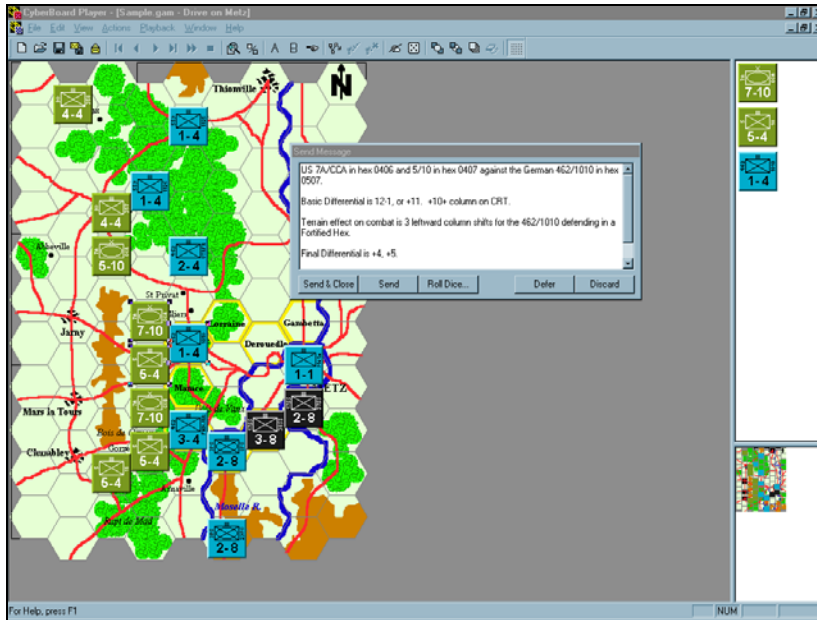 CyberBoard Player - [Sample.gam - Drive on Metz]
File Edit View Actions Playback Window Help
A B
Thionville
N
4-4
1-4
7-10
5-4
1-4
Send Message
US 7A/CCA in hex 0406 and 5/10 in hex 0407 against the German 462/1010 in hex
0507.
Basic Differential is 12-1, or +11. +10+ column on CRT.
Terrain effect on combat is 3 leftward column shifts for the 462/1010 defending in a
Fortified Hex.
Final Differential is +4, +5.
Send & Close Send Roll Dice... Defer Discard
1-4
4-4
Abbeville
5-10
2-4
St Privat
7-10
Lorraine
Gambetta
Jarny
1-4
Derouedle
5-4
1-1
Mars la Tours
7-10
2-8
3-4
3-8
2-8
Chambley
5-4
5-4
Arnaville
Moselle R.
Rupt de Mad
2-8
For Help, press F1
NUM